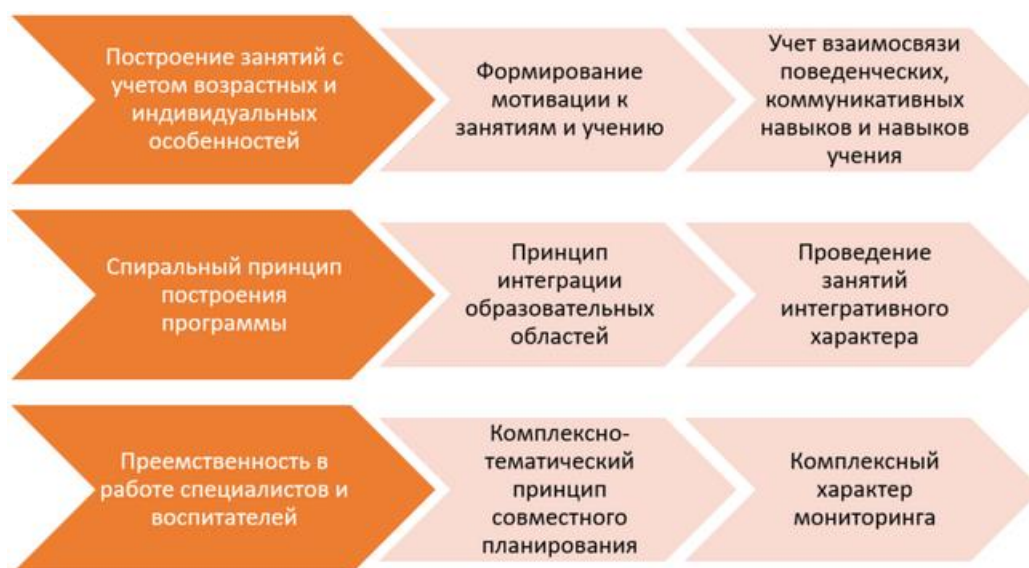 Построение занятий с
учетом возрастных и
индивидуальных
особенностей
Формирование
мотивации к
занятиям и учению
Учет взаимосвязи
поведенческих,
коммуникативных
навыков и навыков
учения
Спиральный принцип
построения
программы
Принцип
интеграции
образовательных
областей
Проведение
занятий
интегративного
характера
Преемственность в
работе специалистов и
воспитателей
Комплексно-
тематический
принцип
совместного
планирования
Комплексный
характер
мониторинга